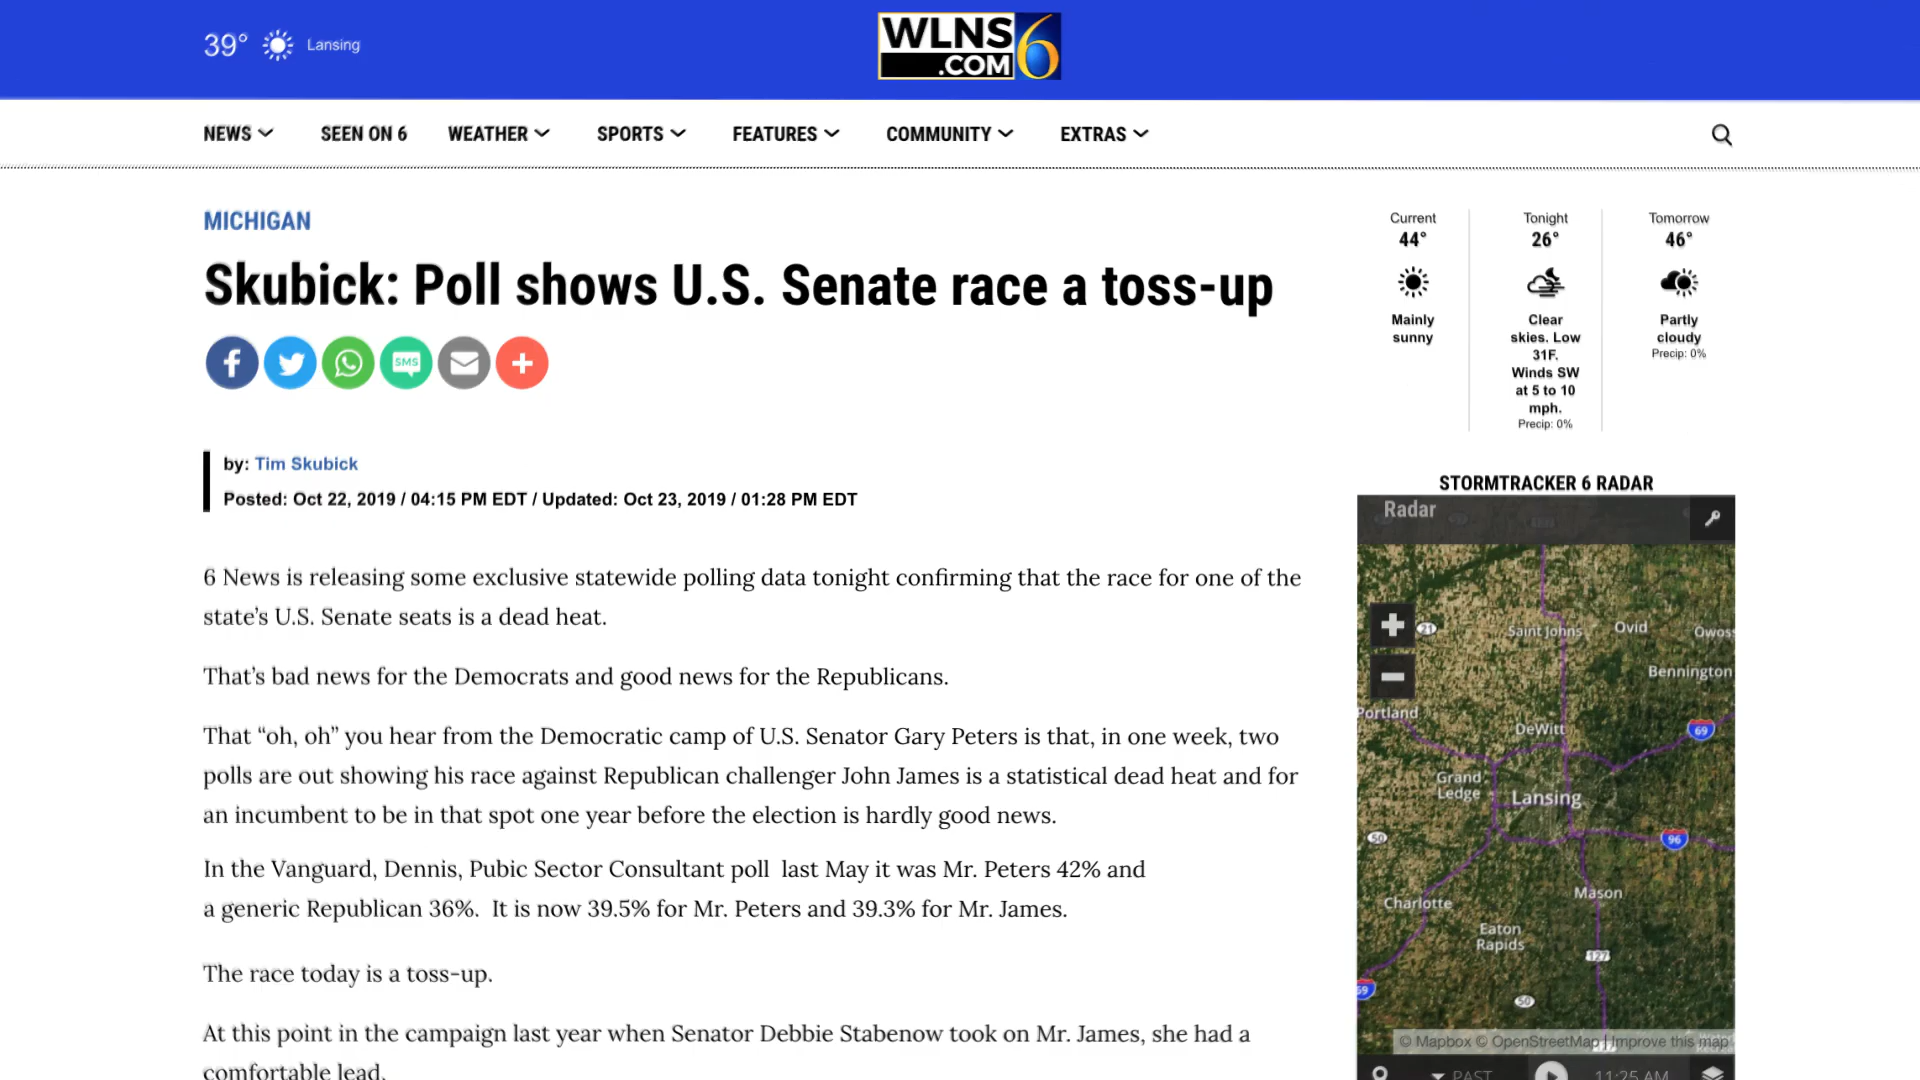 39° Lansing
WLNS
.COM 6
NEWS SEEN ON 6 WEATHER SPORTS FEATURES COMMUNITY EXTRAS
MICHIGAN
Skubick: Poll shows U.S. Senate race a toss-up
SMS
by: Tim Skubick
Posted: Oct 22, 2019 / 04:15 PM EDT / Updated: Oct 23, 2019 / 01:28 PM EDT
6 News is releasing some exclusive statewide polling data tonight confirming that the race for one of the
state’s U.S. Senate seats is a dead heat.
That’s bad news for the Democrats and good news for the Republicans.
That “oh, oh” you hear from the Democratic camp of U.S. Senator Gary Peters is that, in one week, two
polls are out showing his race against Republican challenger John James is a statistical dead heat and for
an incumbent to be in that spot one year before the election is hardly good news.
In the Vanguard, Dennis, Pubic Sector Consultant poll last May it was Mr. Peters 42% and
a generic Republican 36%. It is now 39.5% for Mr. Peters and 39.3% for Mr. James.
The race today is a toss-up.
At this point in the campaign last year when Senator Debbie Stabenow took on Mr. James, she had a
comfortable lead.
Current
44°
Mainly
sunny
Tonight
26°
Clear
skies. Low
31F.
Winds SW
at 5 to 10
mph.
Precip: 0%
Tomorrow
46°
Partly
cloudy
Precip: 0%
STORMTRACKER 6 RADAR
Radar
21
Saint Johns
Ovid
Owoss
Bennington
Portland
DeWitt
69
Grand
Ledge
Lansing
50
96
Mason
Charlotte
Eaton
Rapids
127
69
50
© Mapbox © OpenStreetMap | Improve this map
PAST 11:25 AM